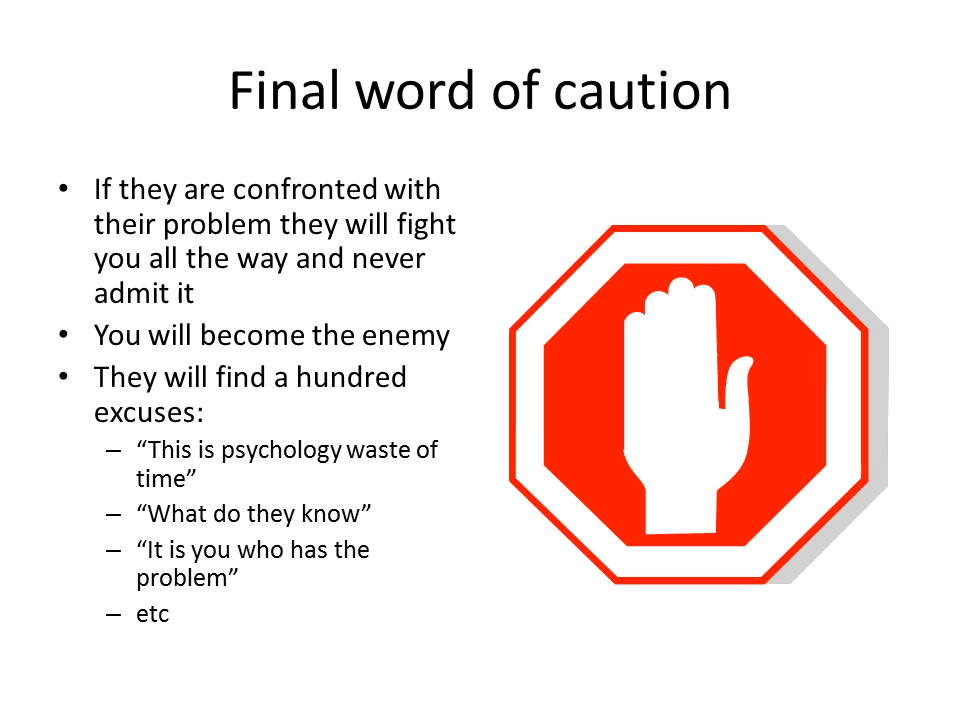 Final word of caution
• If they are confronted with
their problem they will fight
you all the way and never
admit it
• You will become the enemy
• They will find a hundred
excuses:
– “This is psychology waste of
time”
– “What do they know”
– “It is you who has the
problem”
– etc